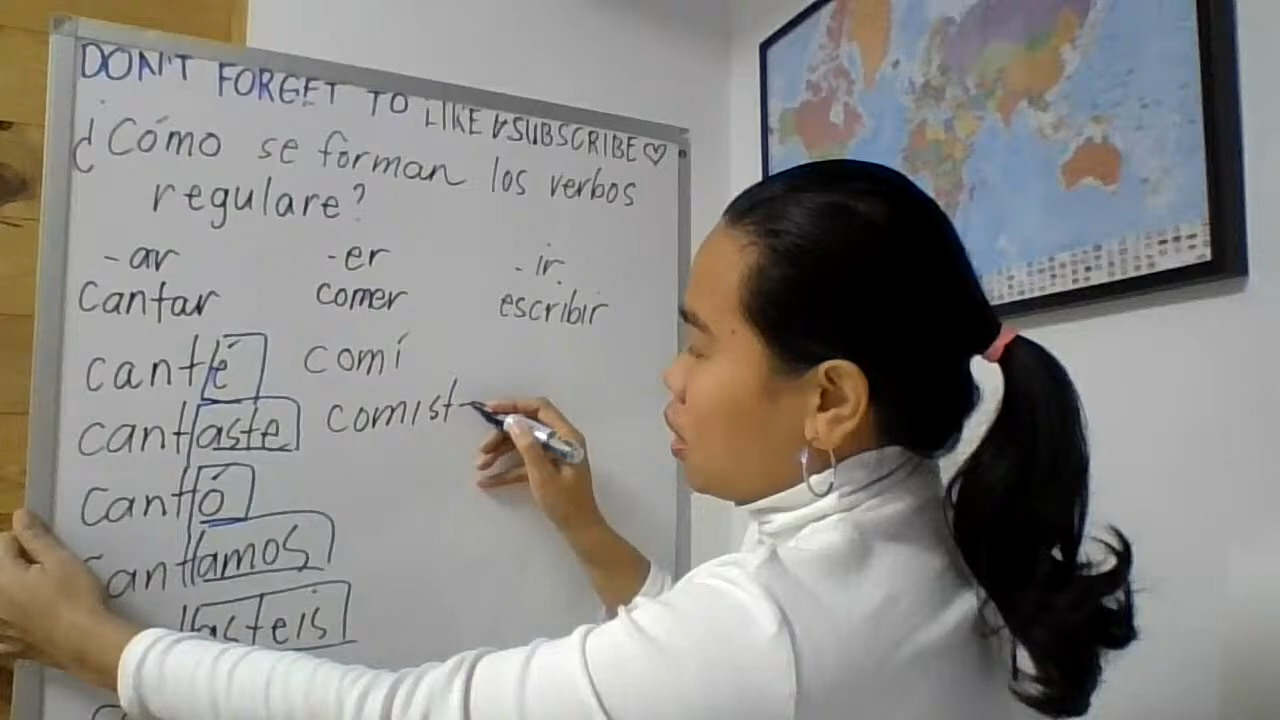 DON'T FORGET TO LIKE & SUBSCRIBE ♡
¿Cómo se forman los verbos
regulare?
-ar -er -ir
Cantar comer escribir
canté comí
cantaste comist
cantó
cantamos
asteis